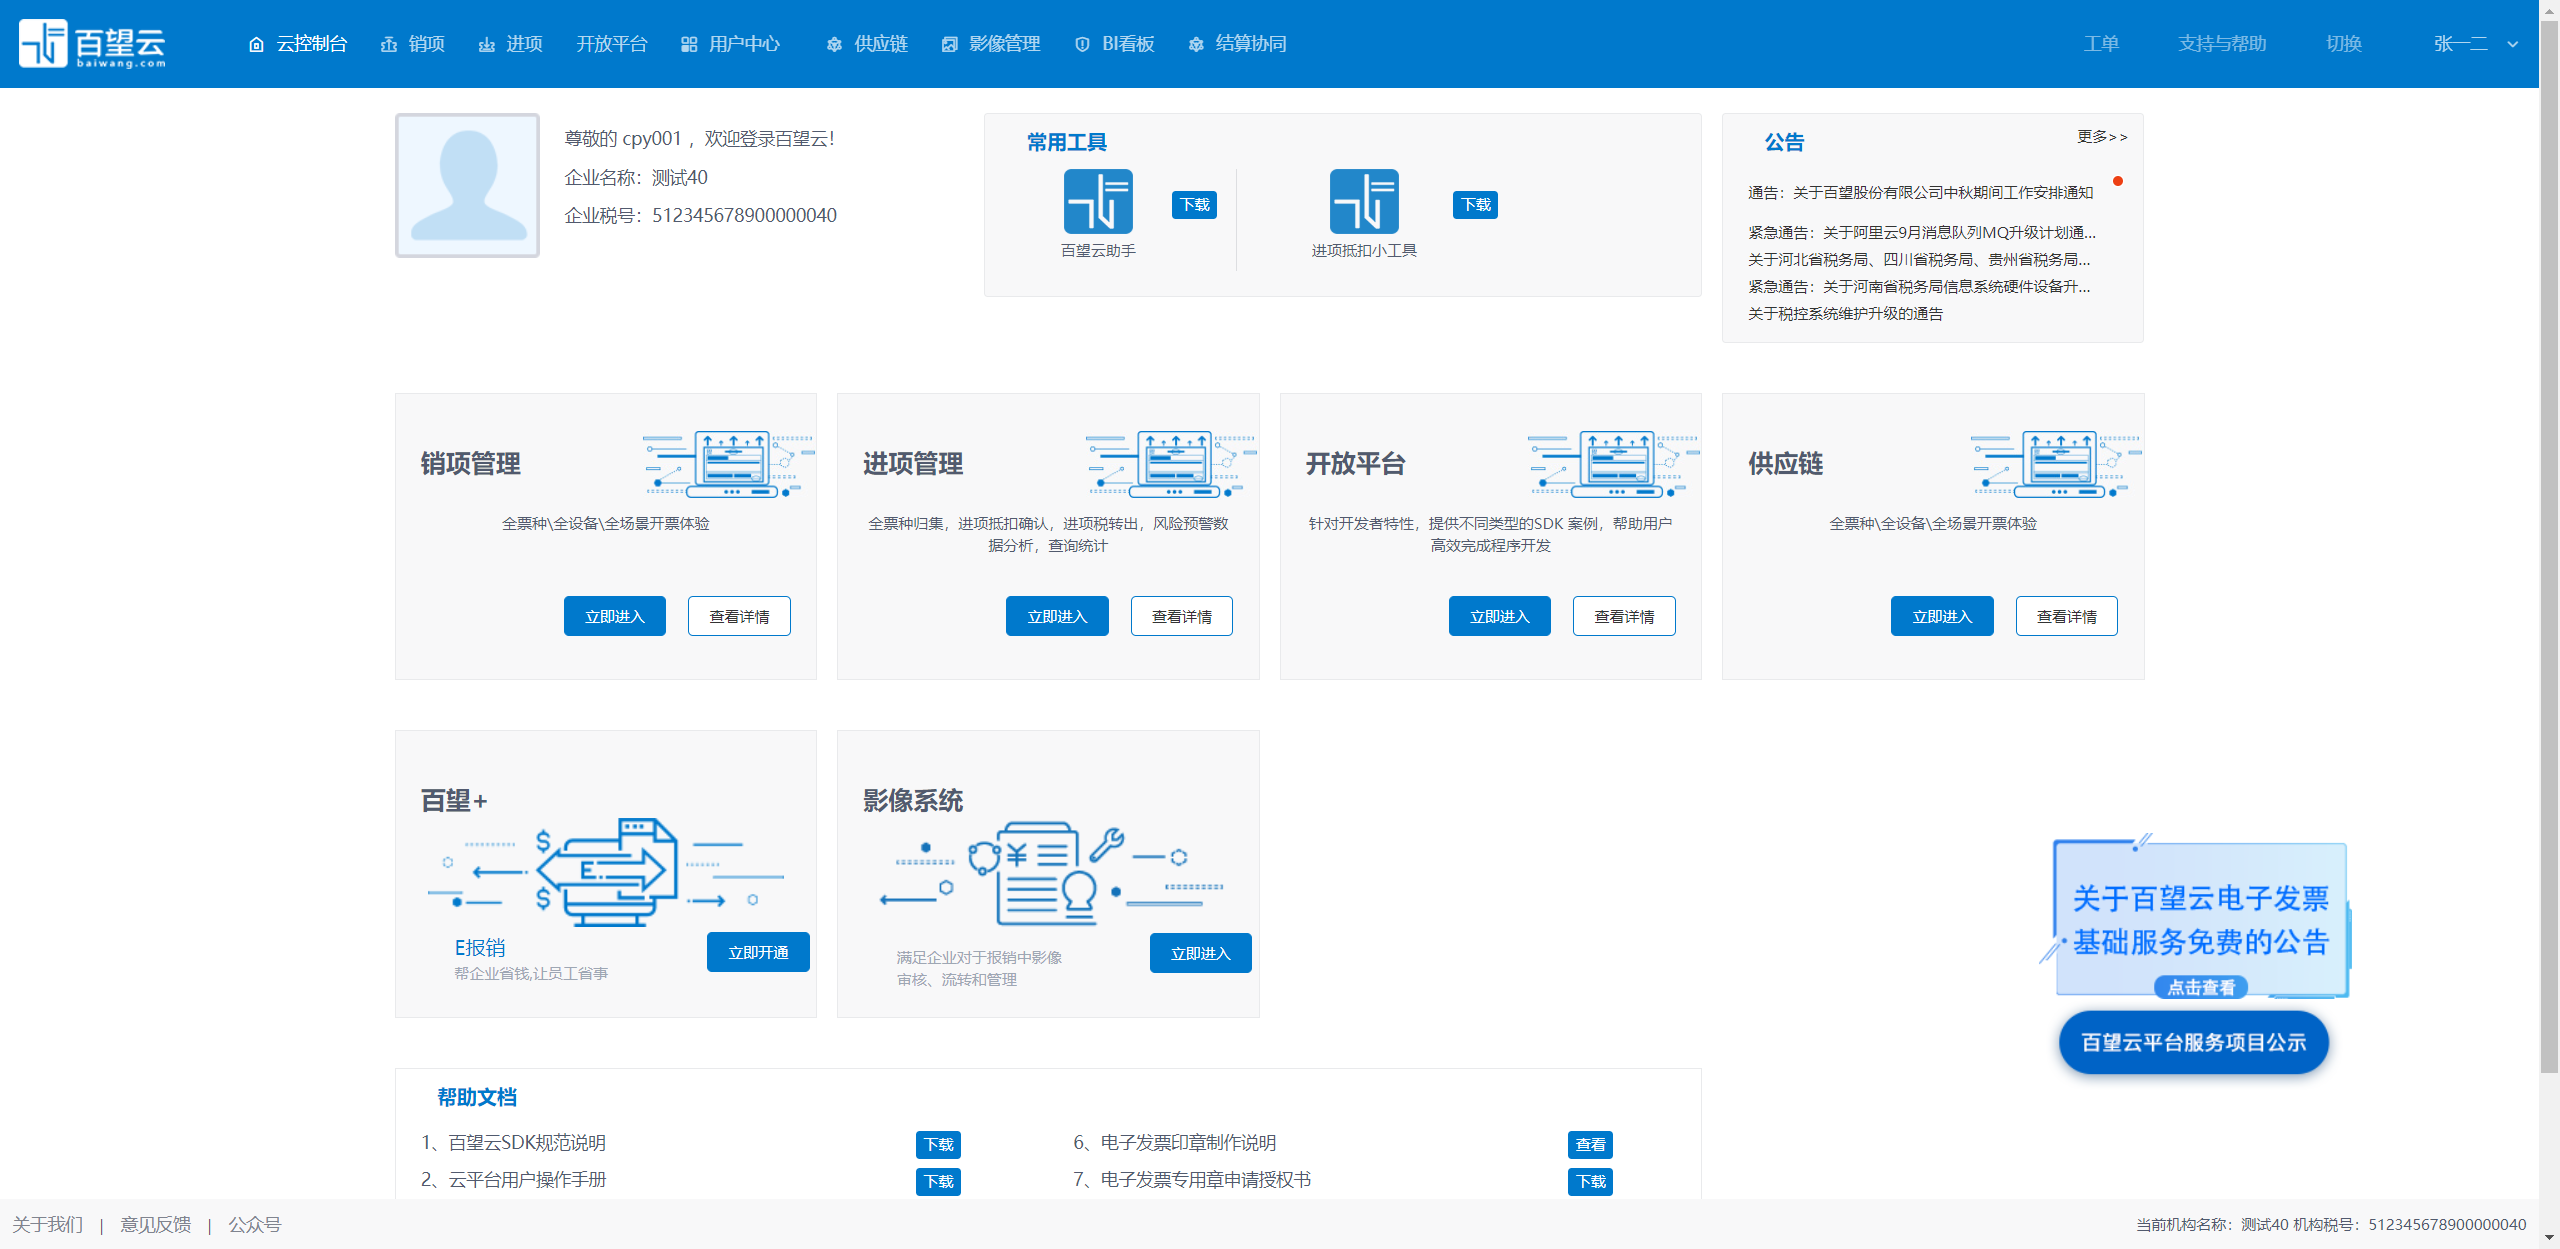 百望云
baiwang.com
云控制台
销项
进项
开放平台
用户中心
供应链
影像管理
BI看板
结算协同
工单
支持与帮助
切换
张一二
尊敬的 cpy001 ，欢迎登录百望云！
企业名称：测试40
企业税号：512345678900000040
常用工具
下载
百望云助手
下载
进项抵扣小工具
公告
更多>>
通告：关于百望股份有限公司中秋期间工作安排通知
紧急通告：关于阿里云9月消息队列MQ升级计划通...
关于河北省税务局、四川省税务局、贵州省税务局...
紧急通告：关于河南省税务局信息系统硬件设备升...
关于税控系统维护升级的通告
销项管理
全票种\全设备\全场景开票体验
立即进入
查看详情
进项管理
全票种归集，进项抵扣确认，进项税转出，风险预警数
据分析，查询统计
立即进入
查看详情
开放平台
针对开发者特性，提供不同类型的SDK 案例，帮助用户
高效完成程序开发
立即进入
查看详情
供应链
全票种\全设备\全场景开票体验
立即进入
查看详情
百望+
$
E.
$
E报销
帮企业省钱,让员工省事
立即开通
影像系统
¥
满足企业对于报销中影像
审核、流转和管理
立即进入
关于百望云电子发票
基础服务免费的公告
点击查看
百望云平台服务项目公示
帮助文档
1、百望云SDK规范说明
下载
6、电子发票印章制作说明
查看
2、云平台用户操作手册
下载
7、电子发票专用章申请授权书
下载
关于我们 | 意见反馈 | 公众号
当前机构名称：测试40 机构税号：512345678900000040